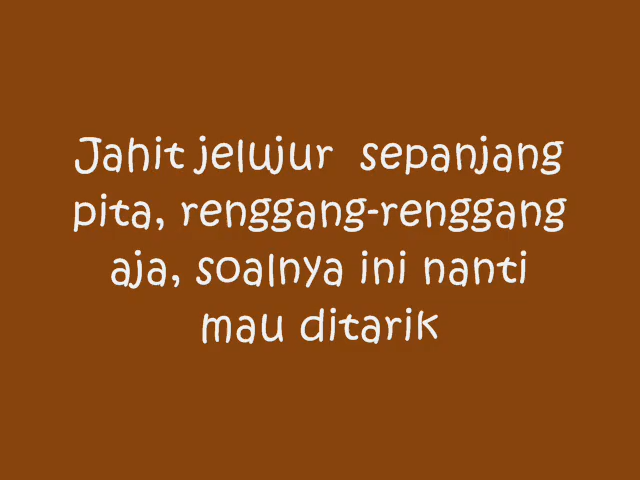 Jahit jelujur sepanjang
pita, renggang-renggang
aja, soalnya ini nanti
mau ditarik